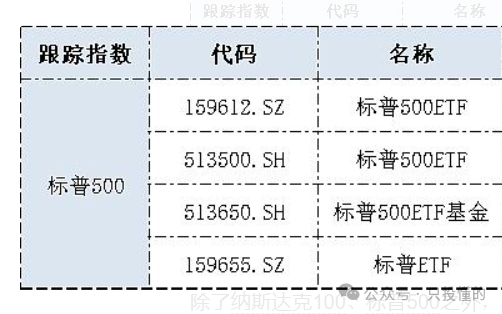 跟踪指数 代码 名称
跟踪指数 代码 名称
159612.SZ 标普500ETF
513500.SH 标普500ETF
标普500
513650.SH 标普500ETF基金
159655.SZ 标普ETF
公众号·只投懂的
除了纳斯达克100、标普500之外,